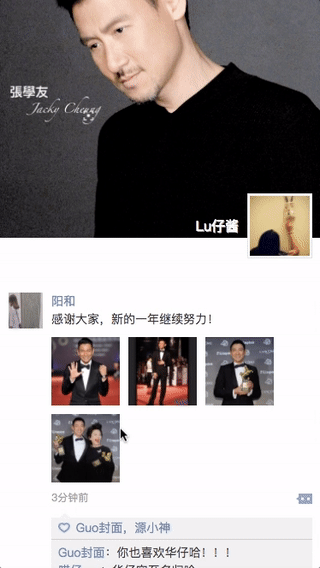 張學友
Jacky Cheung
Lu仔酱
阳和
感谢大家，新的一年继续努力！
3分钟前
Guo封面，源小神
Guo封面：你也喜欢华仔哈！！！